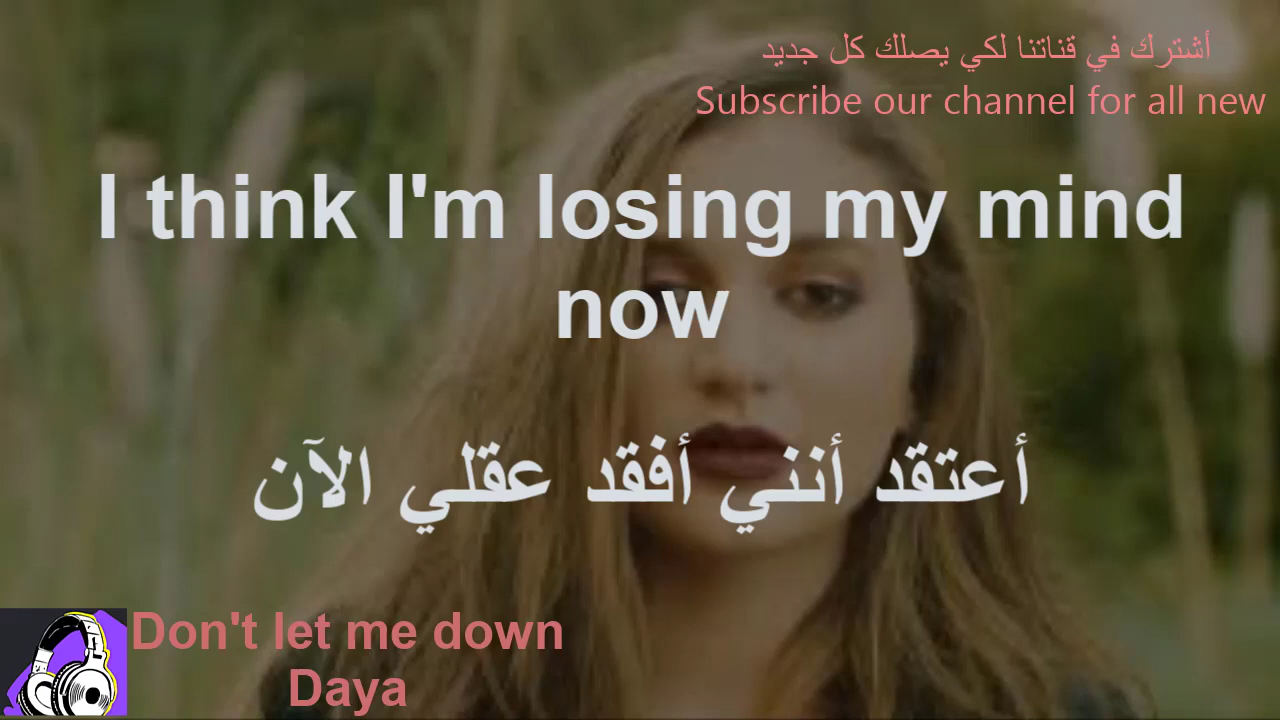 أشترك في قناتنا لكي يصلك كل جديد
Subscribe our channel for all new
I think I'm losing my mind
now
أعتقد أنني أفقد عقلي الآن
Don't let me down
Daya